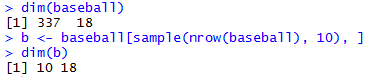 > dim(baseball)
[1] 337  18
> b <- baseball[sample(nrow(baseball), 10), ]
> dim(b)
[1] 10 18